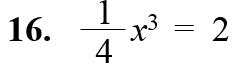 16. 1/4 x³ = 2